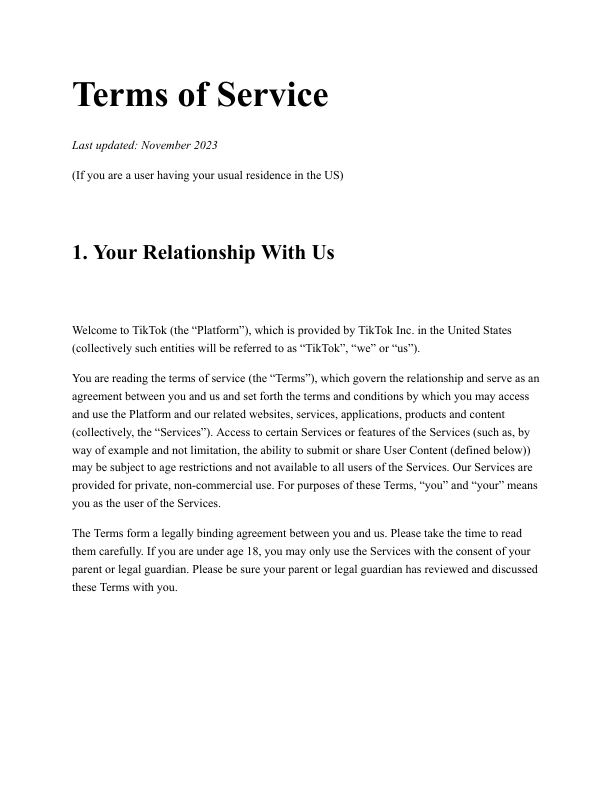 Terms of Service
Last updated: November 2023
(If you are a user having your usual residence in the US)
1. Your Relationship With Us
Welcome to TikTok (the “Platform”), which is provided by TikTok Inc. in the United States
(collectively such entities will be referred to as “TikTok”, “we” or “us”).
You are reading the terms of service (the “Terms”), which govern the relationship and serve as an
agreement between you and us and set forth the terms and conditions by which you may access
and use the Platform and our related websites, services, applications, products and content
(collectively, the “Services”). Access to certain Services or features of the Services (such as, by
way of example and not limitation, the ability to submit or share User Content (defined below))
may be subject to age restrictions and not available to all users of the Services. Our Services are
provided for private, non-commercial use. For purposes of these Terms, “you” and “your” means
you as the user of the Services.
The Terms form a legally binding agreement between you and us. Please take the time to read
them carefully. If you are under age 18, you may only use the Services with the consent of your
parent or legal guardian. Please be sure your parent or legal guardian has reviewed and discussed
these Terms with you.